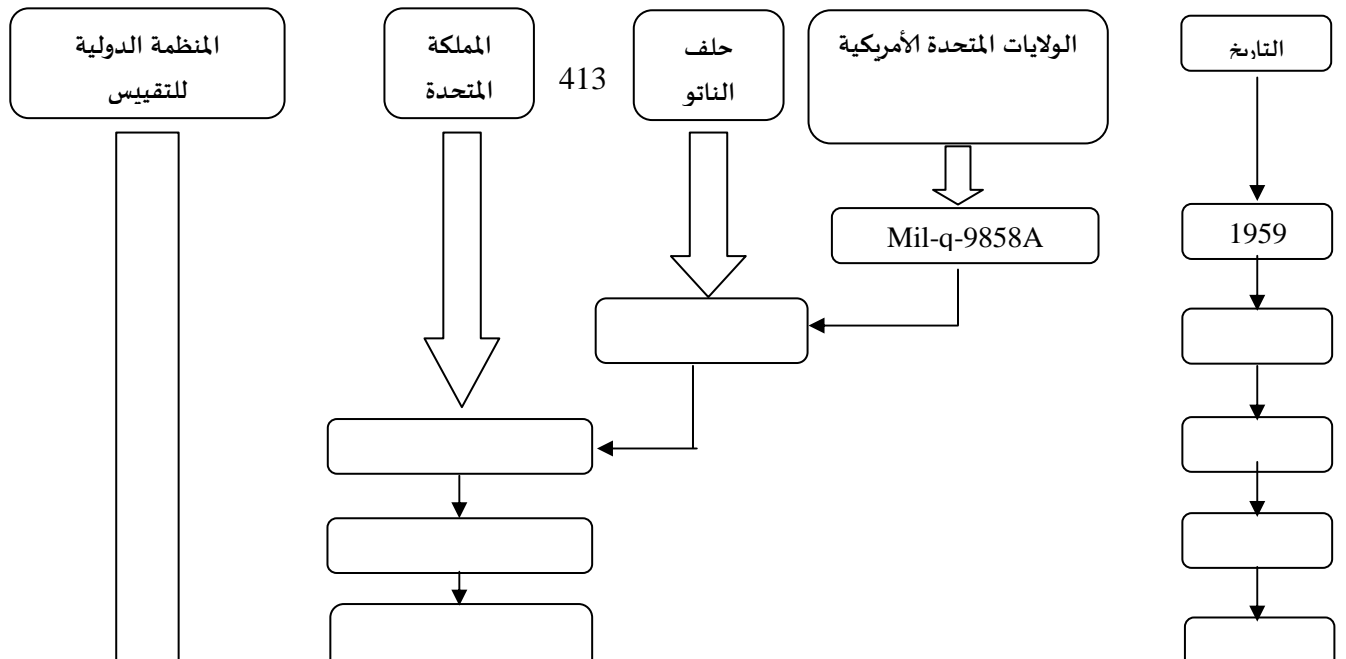 التاريخ
الولايات المتحدة الأمريكية
حلف
الناتو
413
المملكة
المتحدة
المنظمة الدولية
للتقييس
1959
Mil-q-9858A